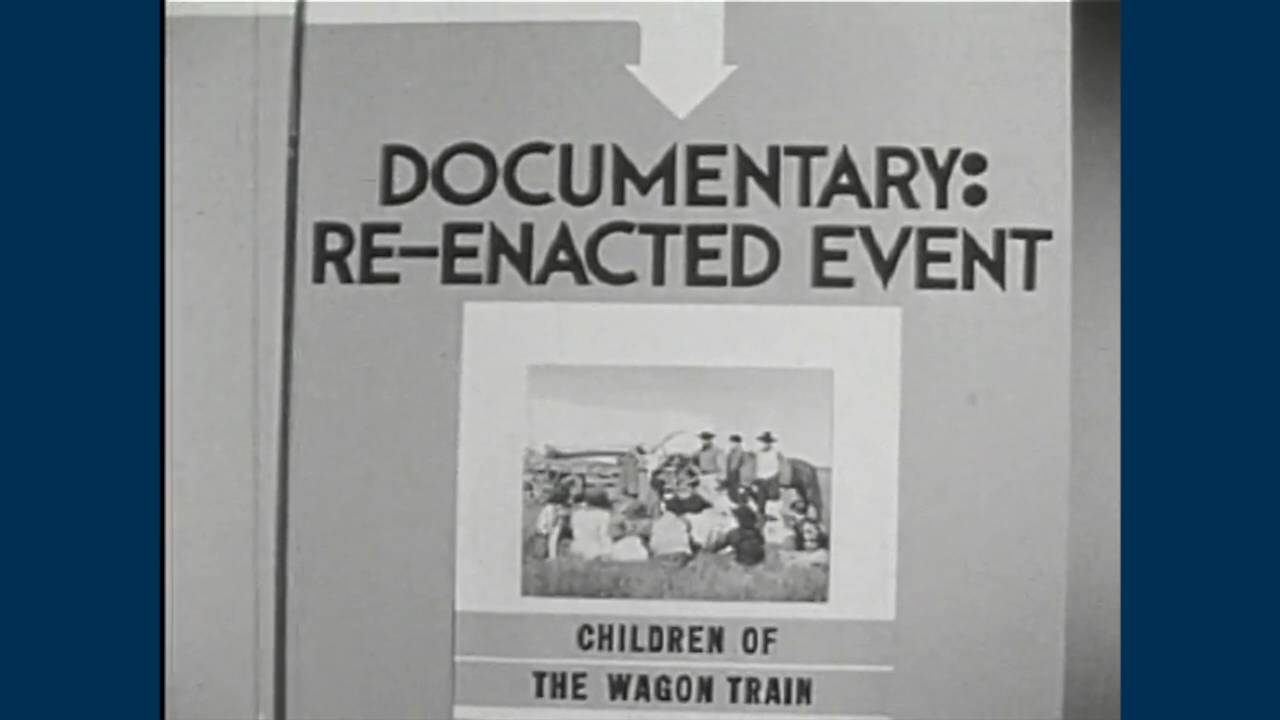 DOCUMENTARY:
RE-ENACTED EVENT
CHILDREN OF
THE WAGON TRAIN